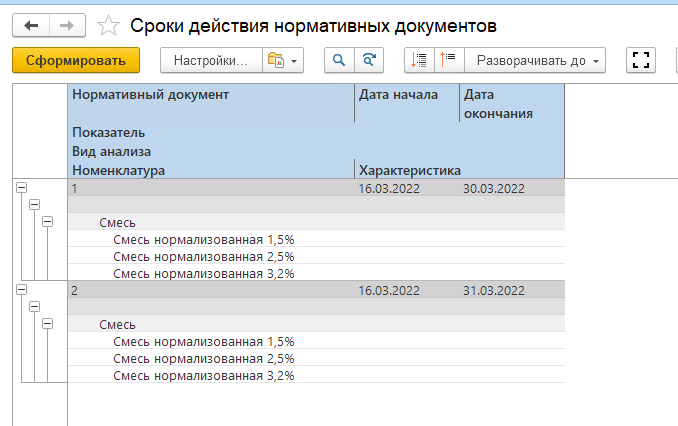 Сроки действия нормативных документов
Сформировать Настройки... Разворачивать до
Нормативный документ Дата начала Дата окончания
Показатель
Вид анализа
Номенклатура Характеристика
1 16.03.2022 30.03.2022
Смесь
Смесь нормализованная 1,5%
Смесь нормализованная 2,5%
Смесь нормализованная 3,2%
2 16.03.2022 31.03.2022
Смесь
Смесь нормализованная 1,5%
Смесь нормализованная 2,5%
Смесь нормализованная 3,2%